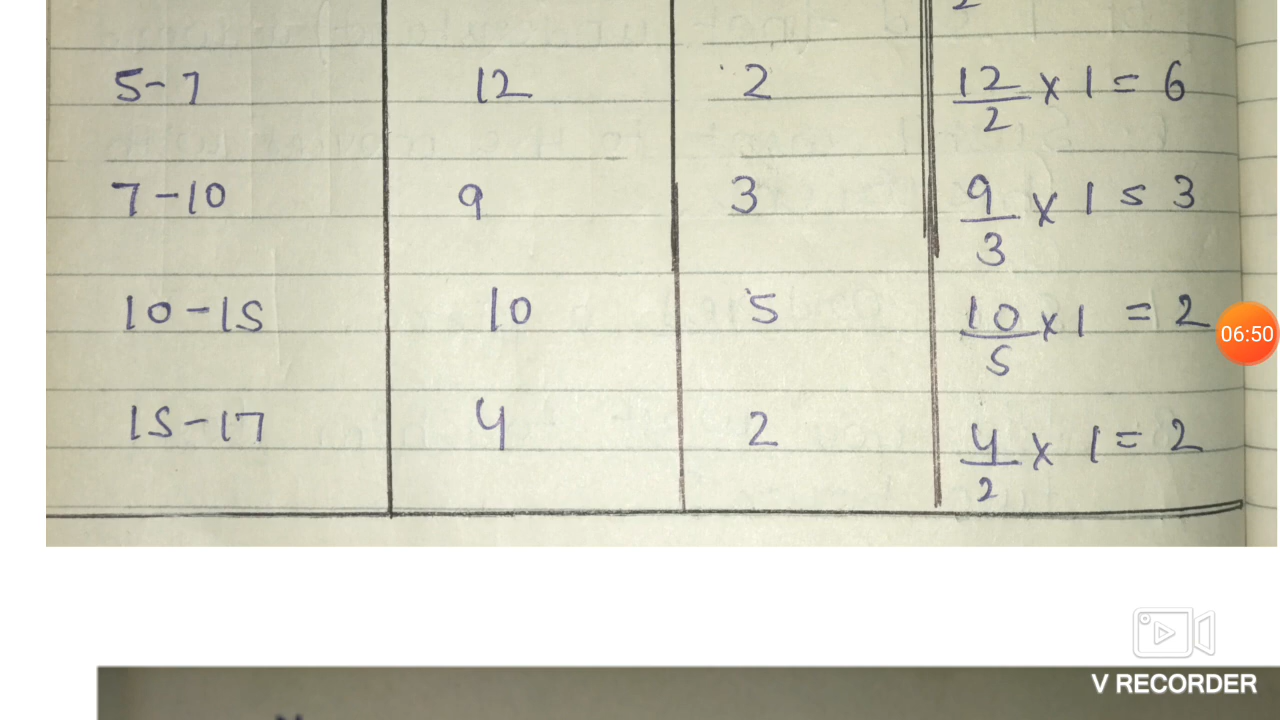 5-7 12 2 12/2 x 1 = 6
7-10 9 3 9/3 x 1 = 3
10-15 10 5 10/5 x 1 = 2
06:50
15-17 4 2 4/2 x 1 = 2
V RECORDER